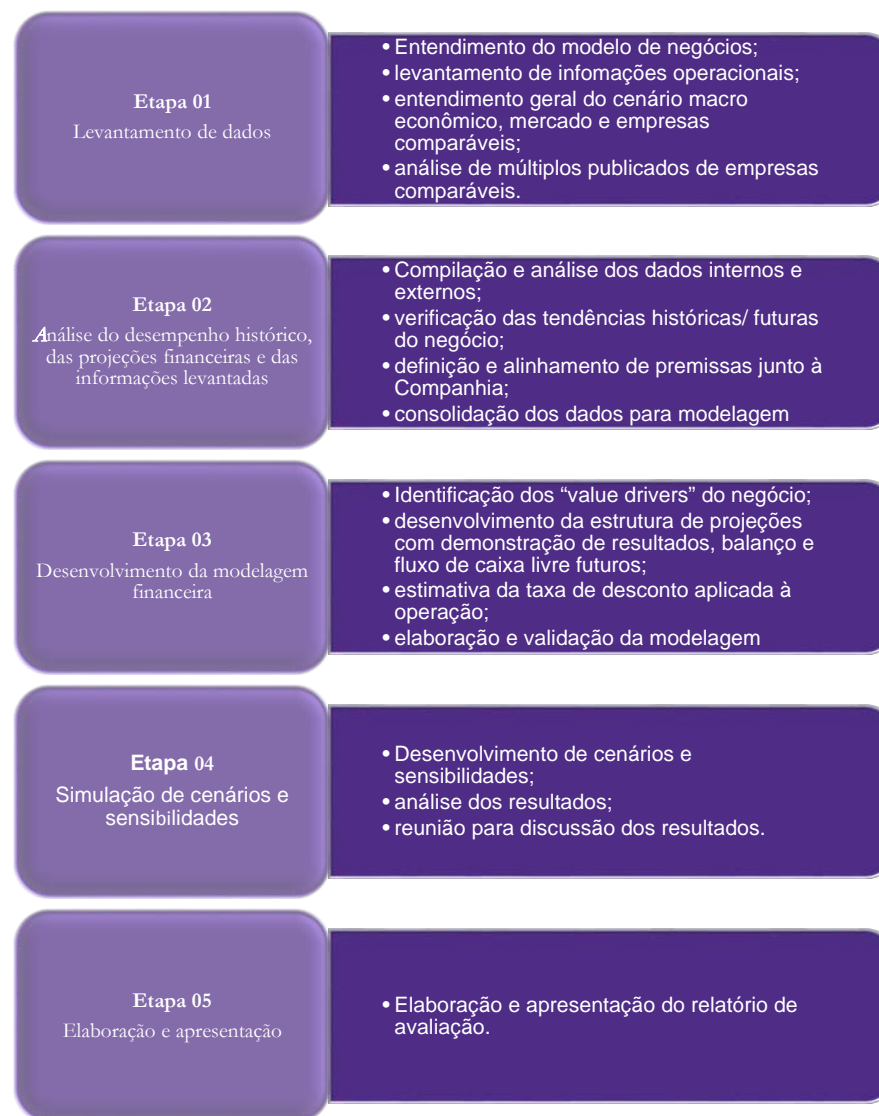 Etapa 01
Levantamento de dados
• Entendimento do modelo de negócios;
• levantamento de infomações operacionais;
• entendimento geral do cenário macro
econômico, mercado e empresas
comparáveis;
• análise de múltiplos publicados de empresas
comparáveis.
Etapa 02
Análise do desempenho histórico,
das projeções financeiras e das
informações levantadas
• Compilação e análise dos dados internos e
externos;
• verificação das tendências históricas/ futuras
do negócio;
• definição e alinhamento de premissas junto à
Companhia;
• consolidação dos dados para modelagem
Etapa 03
Desenvolvimento da modelagem
financeira
• Identificação dos “value drivers” do negócio;
• desenvolvimento da estrutura de projeções
com demonstração de resultados, balanço e
fluxo de caixa livre futuros;
• estimativa da taxa de desconto aplicada à
operação;
• elaboração e validação da modelagem
Etapa 04
Simulação de cenários e
sensibilidades
• Desenvolvimento de cenários e
sensibilidades;
• análise dos resultados;
• reunião para discussão dos resultados.
Etapa 05
Elaboração e apresentação
• Elaboração e apresentação do relatório de
avaliação.